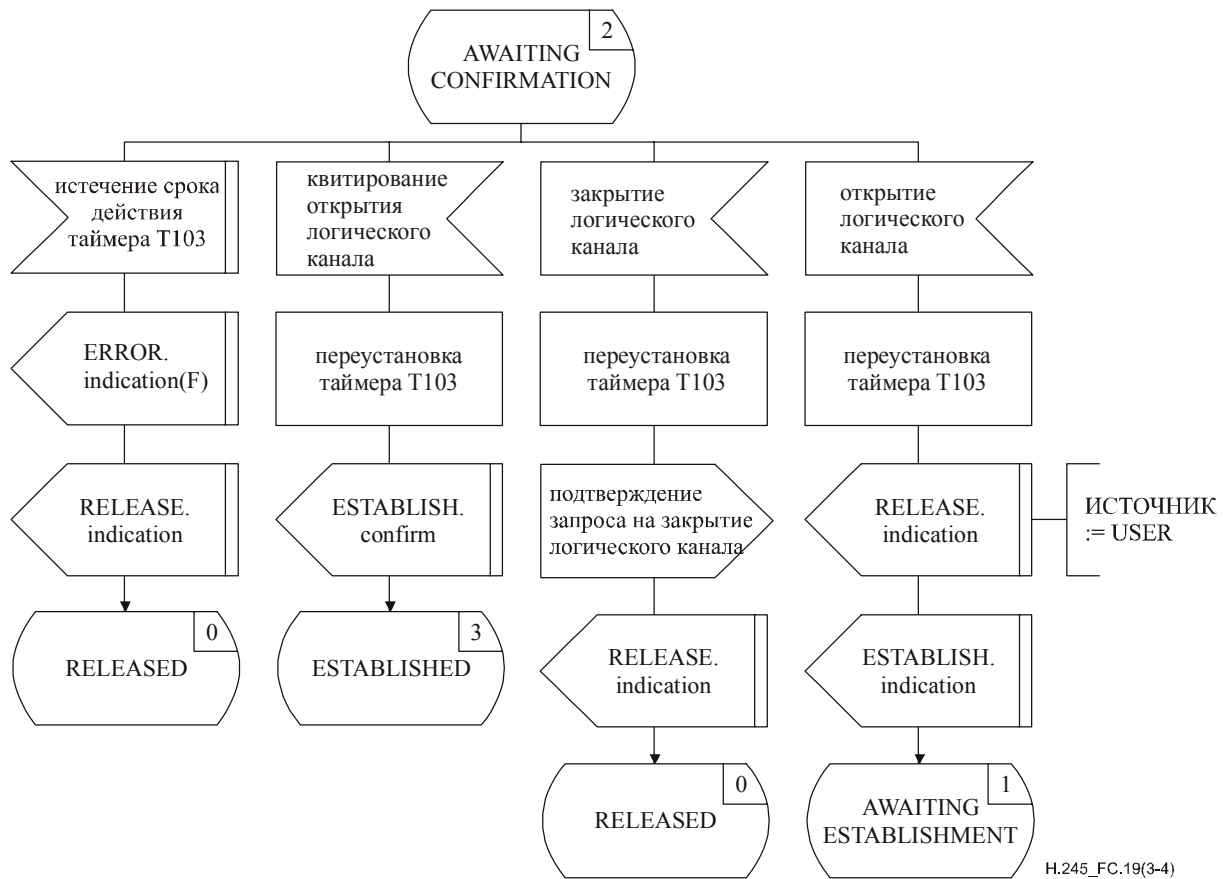 2
AWAITING
CONFIRMATION
истечение срока
действия
таймера T103
квитирование
открытия
логического
канала
закрытие
логического
канала
открытие
логического
канала
ERROR.
indication(F)
переустановка
таймера T103
переустановка
таймера T103
переустановка
таймера T103
RELEASE.
indication
ESTABLISH.
confirm
подтверждение
запроса на закрытие
логического канала
RELEASE.
indication
ИСТОЧНИК
:= USER
0
RELEASED
3
ESTABLISHED
RELEASE.
indication
ESTABLISH.
indication
0
RELEASED
1
AWAITING
ESTABLISHMENT
H.245_FC.19(3-4)